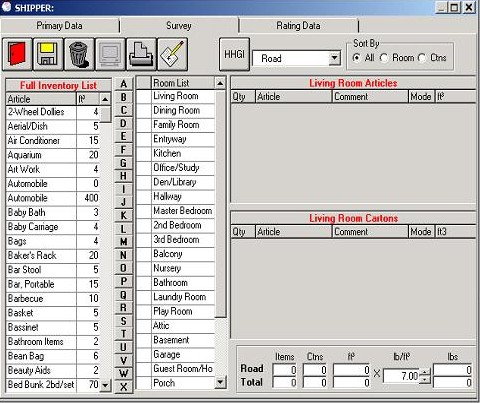 SHIPPER:
Primary Data
Survey
Rating Data
HHGI
Road
Sort By
All
Room
Ctns
Full Inventory List
Article ft³
2-Wheel Dollies 4
Aerial/Dish 5
Air Conditioner 15
Aquarium 20
Art Work 4
Automobile 0
Automobile 400
Baby Bath 3
Baby Carriage 4
Bags 4
Baker's Rack 20
Bar Stool 5
Bar, Portable 15
Barbecue 10
Basket 5
Bassinet 5
Bathroom Items 2
Bean Bag 6
Beauty Aids 2
Bed Bunk 2bd/set 70
A
B
C
D
E
F
G
H
I
J
K
L
M
N
O
P
Q
R
S
T
U
V
W
X
Room List
Living Room
Dining Room
Family Room
Entryway
Kitchen
Office/Study
Den/Library
Hallway
Master Bedroom
2nd Bedroom
3rd Bedroom
Balcony
Nursery
Bathroom
Laundry Room
Play Room
Attic
Basement
Garage
Guest Room/Ho
Porch
Living Room Articles
Qty Article Comment Mode ft³
Living Room Cartons
Qty Article Comment Mode ft3
Items Ctns ft³ lb/ft³ lbs
Road 0 0 0 X 7.00 0
Total 0 0 0 0